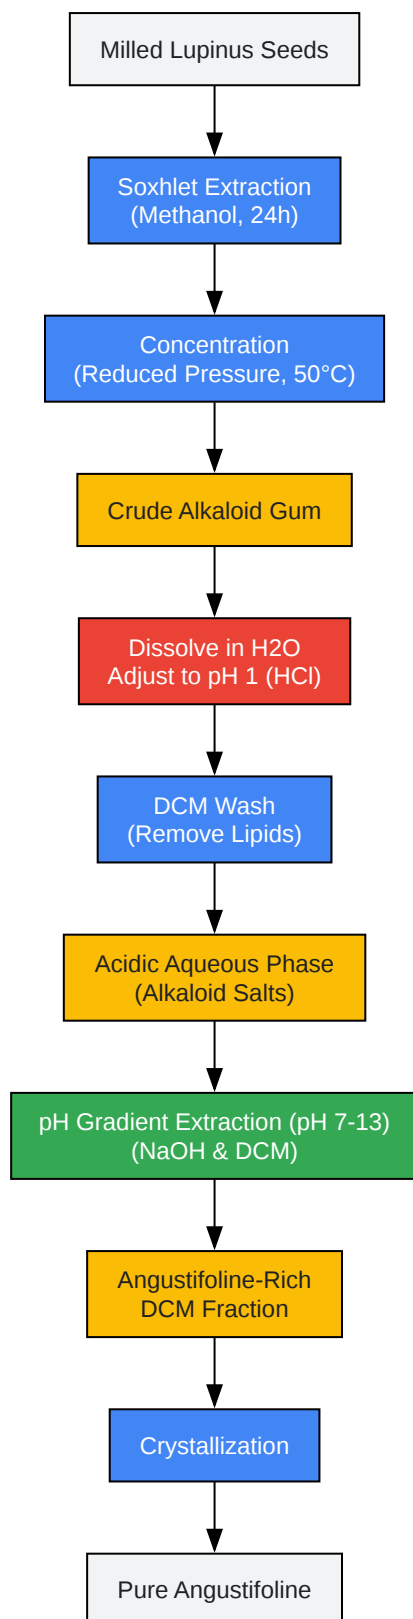 Milled Lupinus Seeds
Soxhlet Extraction
(Methanol, 24h)
Concentration
(Reduced Pressure, 50°C)
Crude Alkaloid Gum
Dissolve in H2O
Adjust to pH 1 (HCl)
DCM Wash
(Remove Lipids)
Acidic Aqueous Phase
(Alkaloid Salts)
pH Gradient Extraction (pH 7-13)
(NaOH & DCM)
Angustifoline-Rich
DCM Fraction
Crystallization
Pure Angustifoline